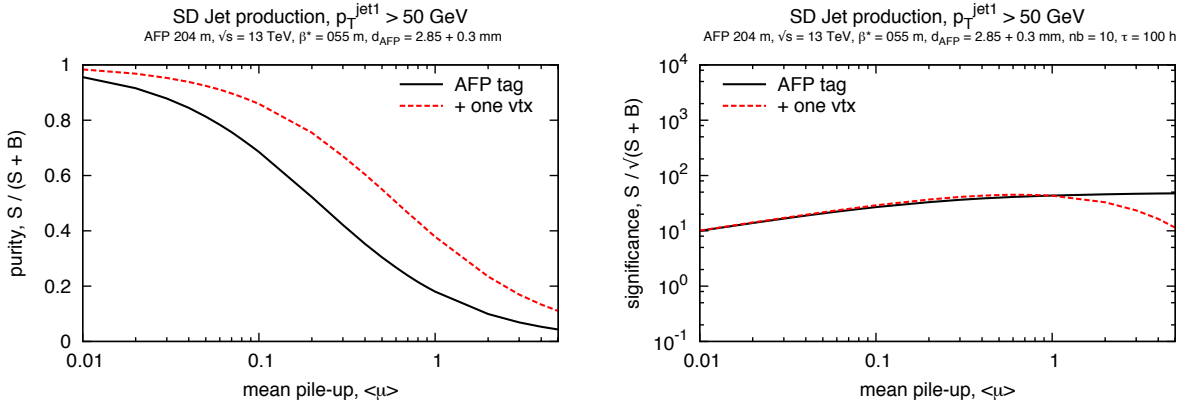 SD Jet production, p_T^jet1 > 50 GeV
AFP 204 m, √s = 13 TeV, β* = 055 m, d_AFP = 2.85 + 0.3 mm
purity, S / (S + B)
1
0.8
0.6
0.4
0.2
0
AFP tag
+ one vtx
0.01
0.1
1
mean pile-up, <μ>
SD Jet production, p_T^jet1 > 50 GeV
AFP 204 m, √s = 13 TeV, β* = 055 m, d_AFP = 2.85 + 0.3 mm, nb = 10, τ = 100 h
significance, S / √(S + B)
10^4
10^3
10^2
10^1
10^0
10^-1
AFP tag
+ one vtx
0.01
0.1
1
mean pile-up, <μ>